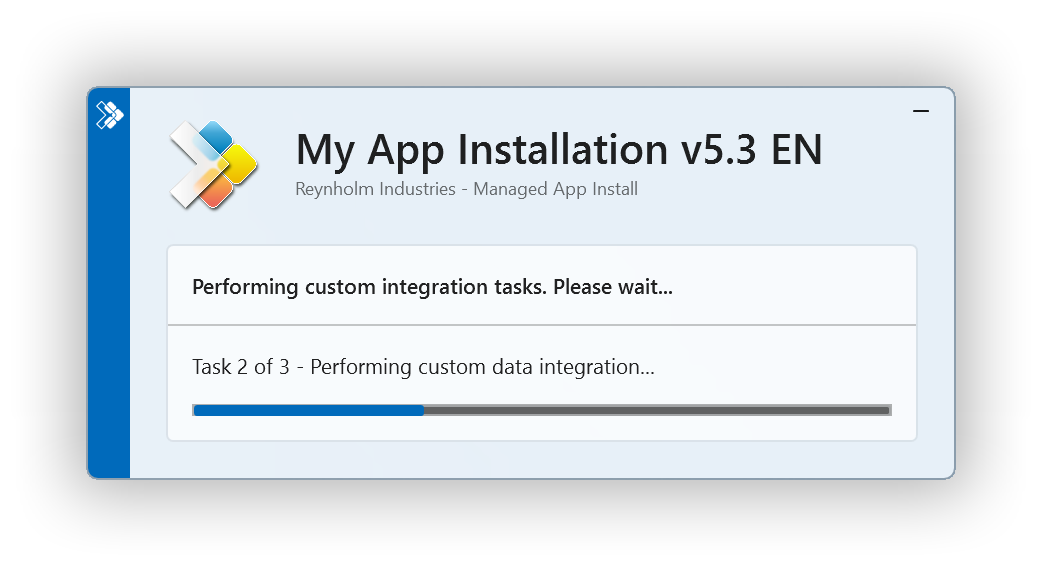 My App Installation v5.3 EN
Reynholm Industries - Managed App Install
Performing custom integration tasks. Please wait...
Task 2 of 3 - Performing custom data integration...